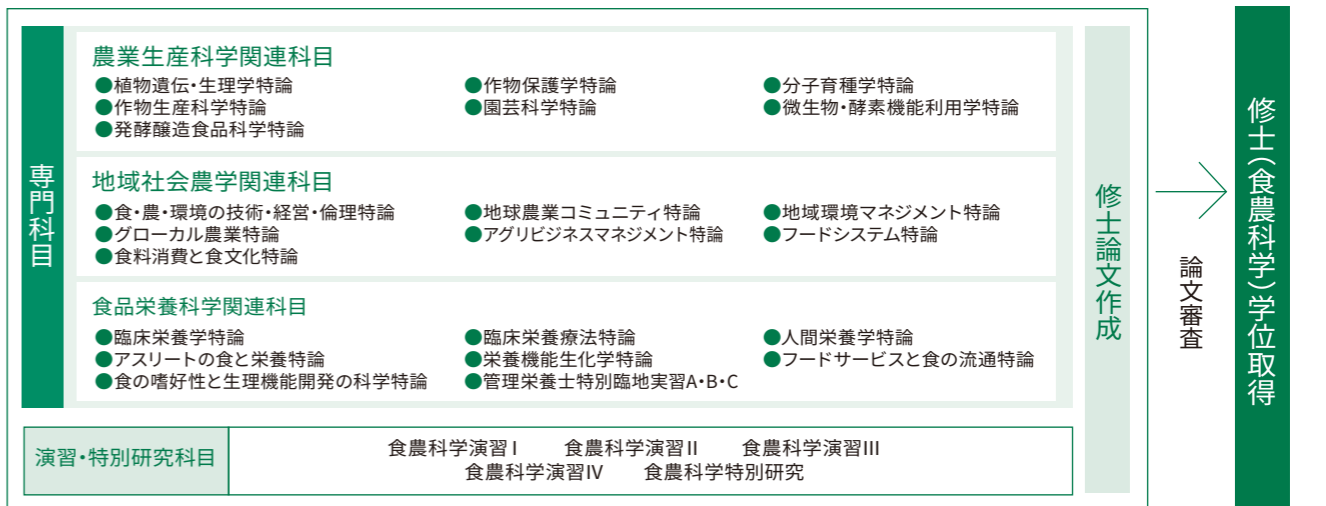 専門科目
農業生産科学関連科目
●植物遺伝・生理学特論 ●作物保護学特論 ●分子育種学特論
●作物生産科学特論 ●園芸科学特論 ●微生物・酵素機能利用学特論
●発酵醸造食品科学特論
地域社会農学関連科目
●食・農・環境の技術・経営・倫理特論 ●地球農業コミュニティ特論 ●地域環境マネジメント特論
●グローカル農業特論 ●アグリビジネスマネジメント特論 ●フードシステム特論
●食料消費と食文化特論
食品栄養科学関連科目
●臨床栄養学特論 ●臨床栄養療法特論 ●人間栄養学特論
●アスリートの食と栄養特論 ●栄養機能生化学特論 ●フードサービスと食の流通特論
●食の嗜好性と生理機能開発の科学特論 ●管理栄養士特別臨地実習A・B・C
演習・特別研究科目
食農科学演習Ⅰ 食農科学演習Ⅱ 食農科学演習III
食農科学演習IV 食農科学特別研究
修士論文作成
論文審査
修士(食農科学)学位取得